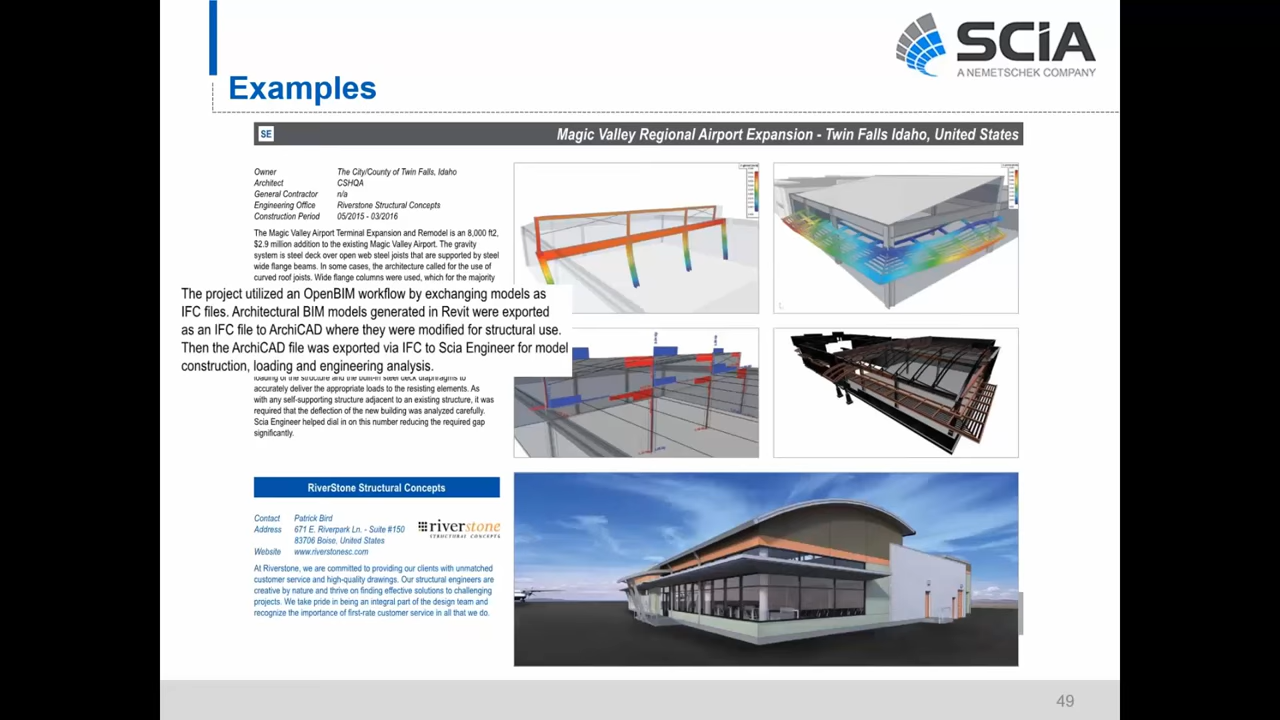 SCiA
A NEMETSCHEK COMPANY
Examples
SE
Magic Valley Regional Airport Expansion - Twin Falls Idaho, United States
Owner The City/County of Twin Falls, Idaho
Architect CSHQA
General Contractor n/a
Engineering Office Riverstone Structural Concepts
Construction Period 05/2015 - 03/2016
The Magic Valley Airport Terminal Expansion and Remodel is an 8,000 ft2,
$2.9 million addition to the existing Magic Valley Airport. The gravity
system is steel deck over open web steel joists that are supported by steel
wide flange beams. In some cases, the architecture called for the use of
curved roof joists. Wide flange columns were used, which for the majority
The project utilized an OpenBIM workflow by exchanging models as
IFC files. Architectural BIM models generated in Revit were exported
as an IFC file to ArchiCAD where they were modified for structural use.
Then the ArchiCAD file was exported via IFC to Scia Engineer for model
construction, loading and engineering analysis.
loading of the structure and the built-in steel deck diaphragms to
accurately deliver the appropriate loads to the resisting elements. As
with any self-supporting structure adjacent to an existing structure, it was
required that the deflection of the new building was analyzed carefully.
Scia Engineer helped dial in on this number reducing the required gap
significantly.
RiverStone Structural Concepts
Contact Patrick Bird
Address 671 E. Riverpark Ln. - Suite #150
83706 Boise, United States
Website www.riverstonesc.com
riverstone
STRUCTURAL CONCEPTS
At Riverstone, we are committed to providing our clients with unmatched
customer service and high-quality drawings. Our structural engineers are
creative by nature and thrive on finding effective solutions to challenging
projects. We take pride in being an integral part of the design team and
recognize the importance of first-rate customer service in all that we do.
49